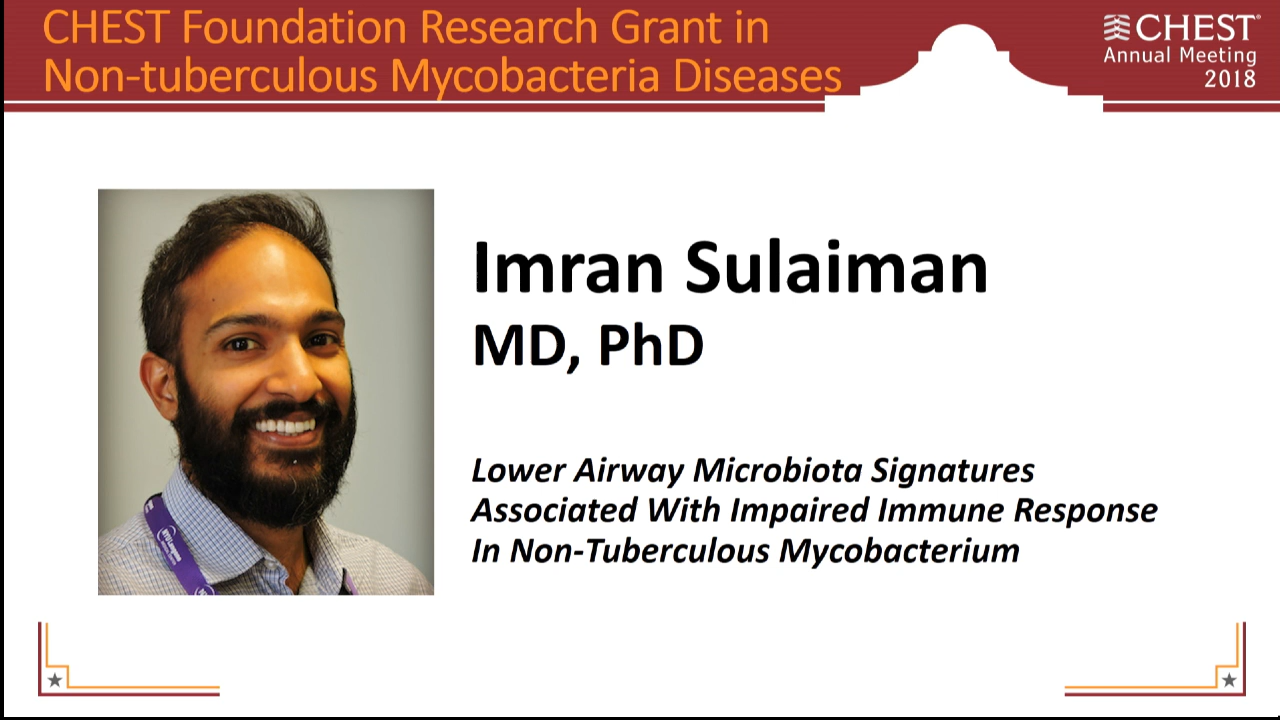 CHEST Foundation Research Grant in
Non-tuberculous Mycobacteria Diseases
CHEST®
Annual Meeting
2018
Imran Sulaiman
MD, PhD
Lower Airway Microbiota Signatures
Associated With Impaired Immune Response
In Non-Tuberculous Mycobacterium